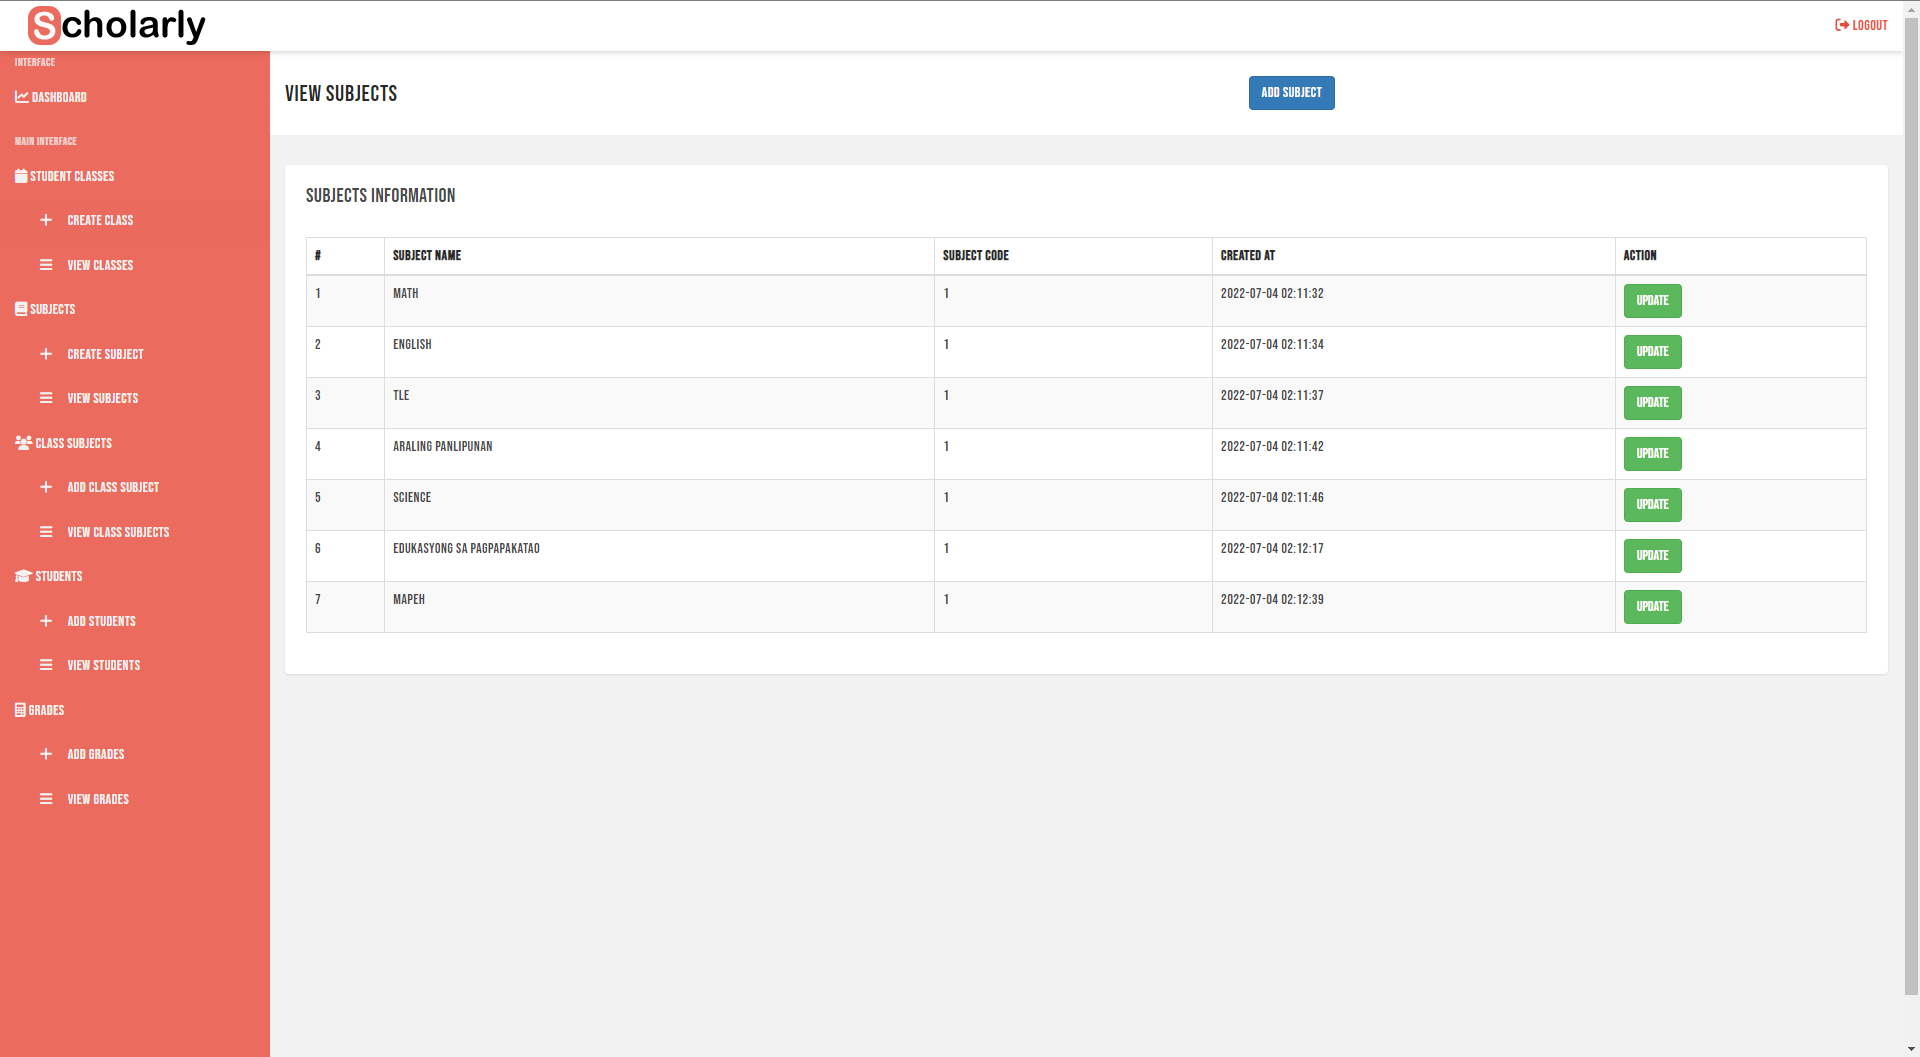 Scholarly
LOGOUT
INTERFACE
DASHBOARD
MAIN INTERFACE
STUDENT CLASSES
CREATE CLASS
VIEW CLASSES
SUBJECTS
CREATE SUBJECT
VIEW SUBJECTS
CLASS SUBJECTS
ADD CLASS SUBJECT
VIEW CLASS SUBJECTS
STUDENTS
ADD STUDENTS
VIEW STUDENTS
GRADES
ADD GRADES
VIEW GRADES
VIEW SUBJECTS
ADD SUBJECT
SUBJECTS INFORMATION
# SUBJECT NAME SUBJECT CODE CREATED AT ACTION
1 MATH 1 2022-07-04 02:11:32 UPDATE
2 ENGLISH 1 2022-07-04 02:11:34 UPDATE
3 TLE 1 2022-07-04 02:11:37 UPDATE
4 ARALING PANLIPUNAN 1 2022-07-04 02:11:42 UPDATE
5 SCIENCE 1 2022-07-04 02:11:46 UPDATE
6 EDUKASYONG SA PAGPAPAKATAO 1 2022-07-04 02:12:17 UPDATE
7 MAPEH 1 2022-07-04 02:12:39 UPDATE